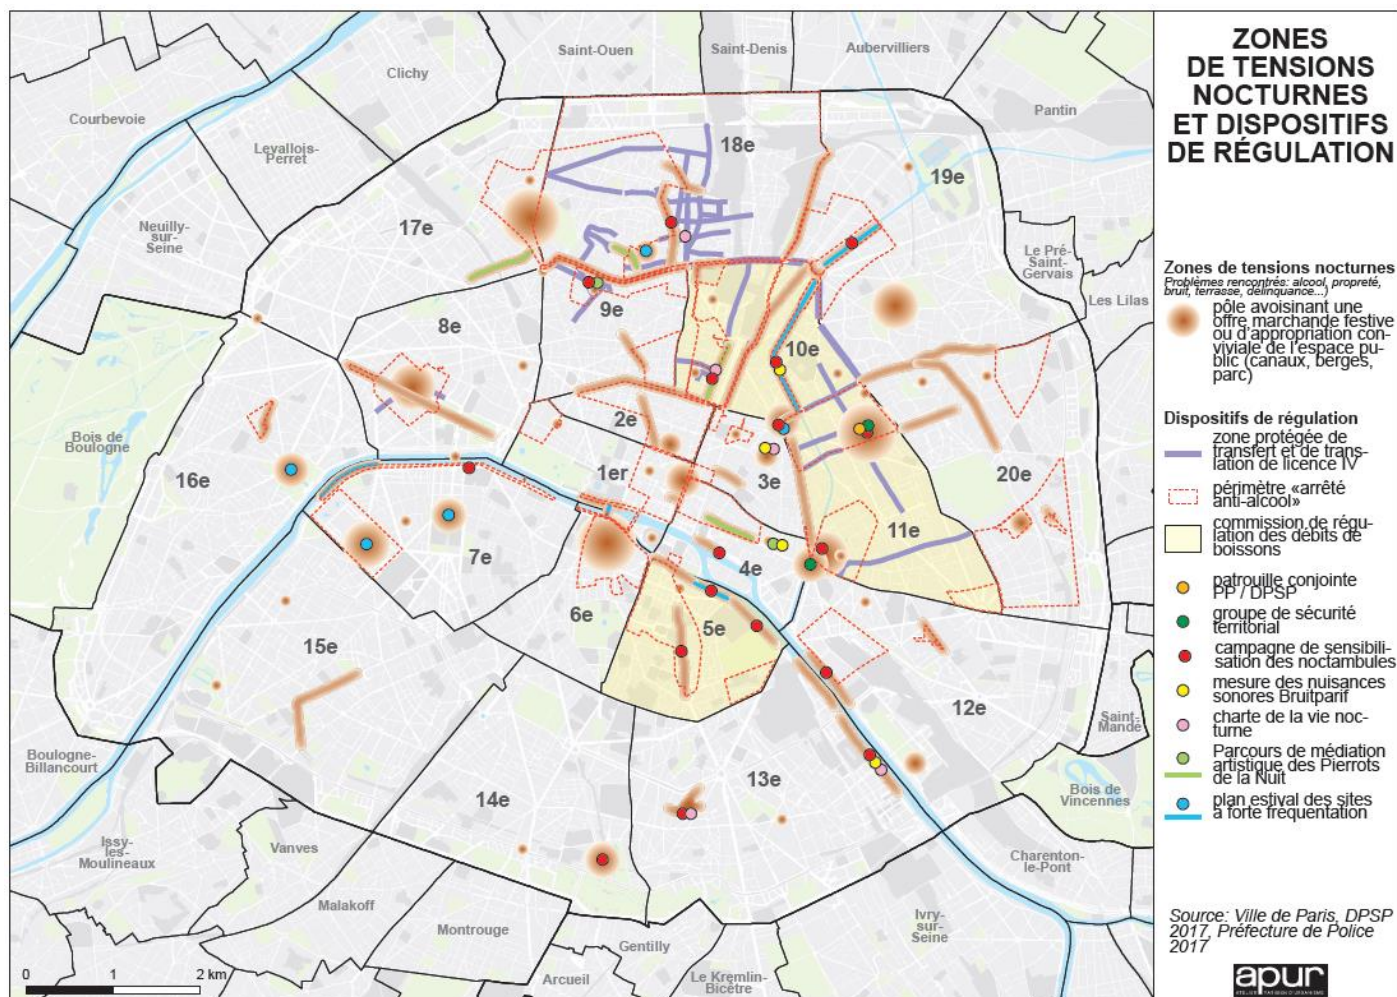 ZONES
DE TENSIONS
NOCTURNES
ET DISPOSITIFS
DE RÉGULATION
Zones de tensions nocturnes
Problèmes rencontrés: alcool, propreté,
bruit, terrasse, délinquance...)
pôle avoisinant une
offre marchande festive
ou d'appropriation con-
viviale de l'espace pu-
blic (canaux, berges,
parc)
Dispositifs de régulation
zone protégée de
transfert et de trans-
lation de licence IV
périmètre «arrêté
anti-alcool»
commission de régu-
lation des débits de
boissons
patrouille conjointe
PP / DPSP
groupe de sécurité
territorial
campagne de sensibili-
sation des noctambules
mesure des nuisances
sonores Bruitparif
charte de la vie noc-
turne
Parcours de médiation
artistique des Pierrots
de la Nuit
plan estival des sites
à forte fréquentation
Source: Ville de Paris, DPSP
2017, Préfecture de Police
2017
apur
ATELIER PARISIEN D'URBANISME
Saint-Ouen
Saint-Denis
Aubervilliers
Clichy
Courbevoie
Pantin
Levallois-
Perret
18e
19e
Neuilly-
sur-
Seine
17e
Le Pré-
Saint-
Gervais
Les Lilas
9e
8e
10e
2e
Bois de
Boulogne
16e
1er
3e
20e
11e
7e
4e
6e
5e
15e
12e
Saint-
Mandé
Boulogne-
Billancourt
13e
14e
Bois de
Vincennes
Issy-
les-
Moulineaux
Vanves
Charenton-
le-Pont
Malakoff
Montrouge
Ivry-
sur-
Seine
Gentilly
Arcueil
Le Kremlin-
Bicêtre
0 1 2 km